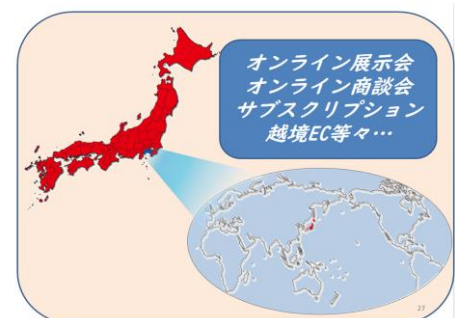 オンライン展示会
オンライン商談会
サブスクリプション
越境EC等々…
27